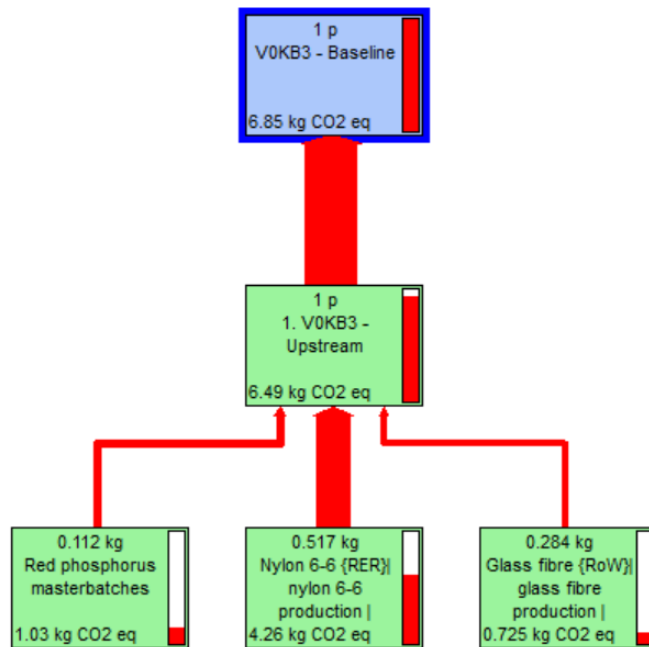 1 p
V0KB3 - Baseline
6.85 kg CO2 eq
1 p
1. V0KB3 -
Upstream
6.49 kg CO2 eq
0.112 kg
Red phosphorus
masterbatches
1.03 kg CO2 eq
0.517 kg
Nylon 6-6 {RER}|
nylon 6-6
production |
4.26 kg CO2 eq
0.284 kg
Glass fibre {RoW}|
glass fibre
production |
0.725 kg CO2 eq